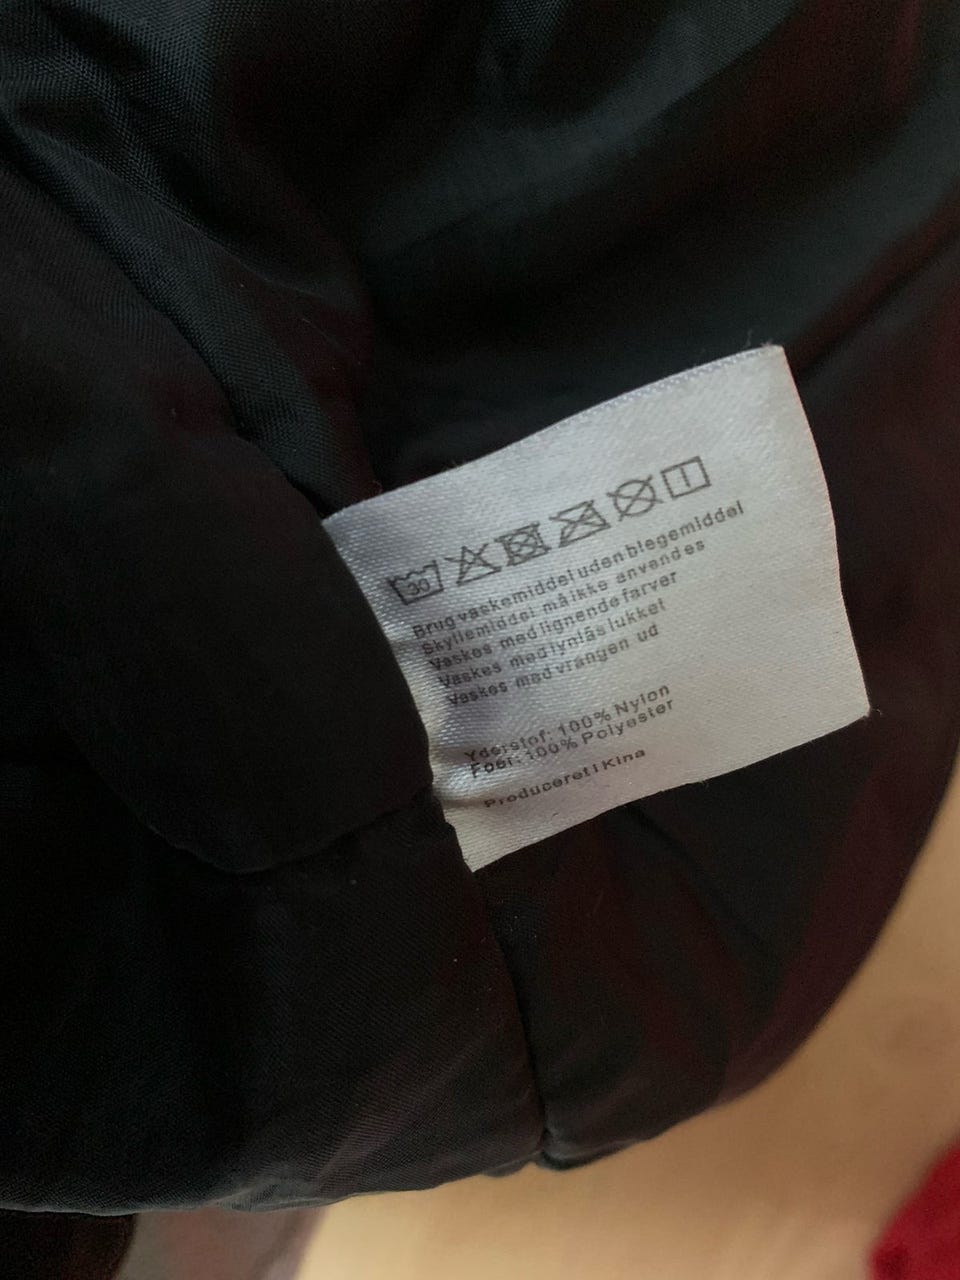 30
Brug vaskemiddel uden blegemiddel
Skyllemiddel må ikke anvendes
Vaskes med lignende farver
Vaskes med lynlås lukket
Vaskes med vrangen ud
Yderstof: 100% Nylon
Foer: 100% Polyester
Produceret i Kina